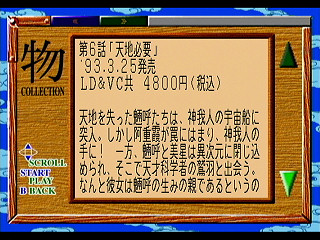 物
COLLECTION
SCROLL
START
PLAY
B BACK
第6話「天地必要」
'93.3.25発売
LD&VC共 4800円(税込)
天地を失った魎呼たちは、神我人の宇宙船に
突入。しかし阿重霞が罠にはまり、神我人の
手に! 一方、魎呼と美星は異次元に閉じ込
められ、そこで天才科学者の鷲羽と出会う。
なんと彼女は魎呼の生みの親であるというの